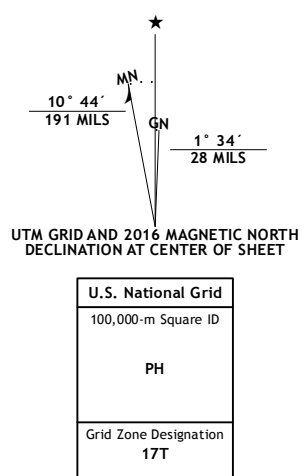 ★
MN
10° 44´
191 MILS
GN
1° 34´
28 MILS
UTM GRID AND 2016 MAGNETIC NORTH
DECLINATION AT CENTER OF SHEET
U.S. National Grid
100,000-m Square ID
PH
Grid Zone Designation
17T